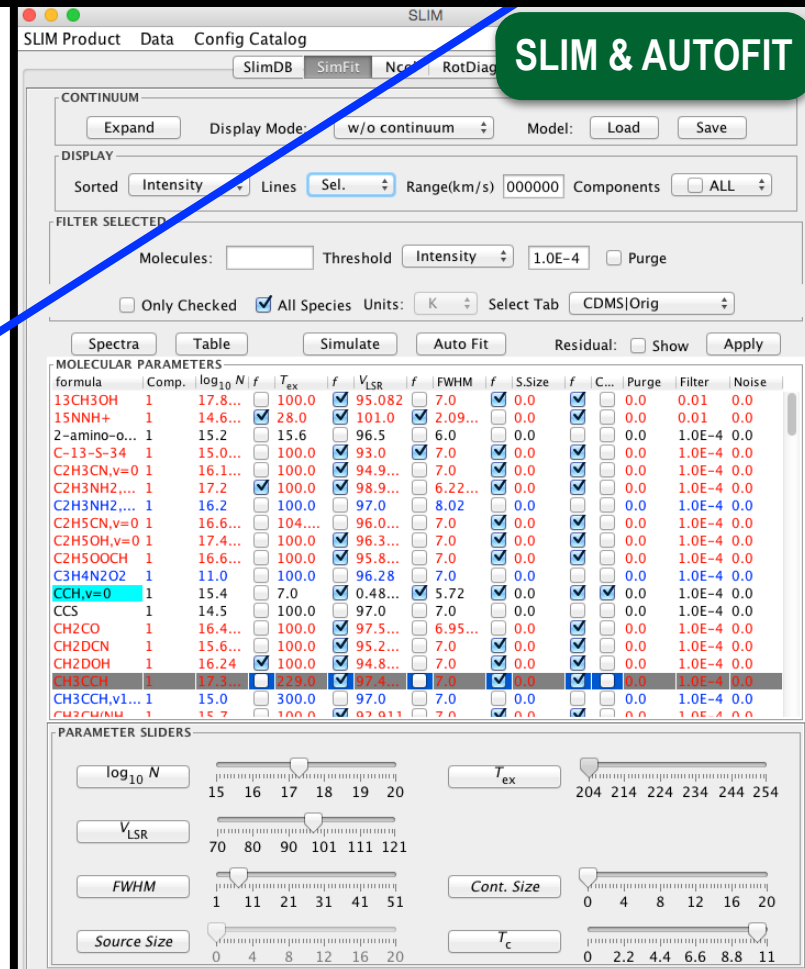 SLIM
SLIM & AUTOFIT
SLIM Product Data Config Catalog
SlimDB SimFit
CONTINUUM
Expand Display Mode: w/o continuum Model: Load Save
DISPLAY
Sorted Intensity Lines Sel. Range(km/s) 000000 Components ALL
FILTER SELECTED
Molecules: Threshold Intensity 1.0E-4 Purge
Only Checked All Species Units: K Select Tab CDMS|Orig
Spectra Table Simulate Auto Fit Residual: Show Apply
MOLECULAR PARAMETERS
formula Comp. log10 N f Tex f VLSR f FWHM f S.Size f C... Purge Filter Noise
13CH3OH 1 17.8... 100.0 95.082 7.0 0.0 0.0 0.01 0.0
15NNH+ 1 14.6... 28.0 101.0 2.09... 0.0 0.0 0.01 0.0
2-amino-o... 1 15.2 15.6 96.5 6.0 0.0 0.0 1.0E-4 0.0
C-13-S-34 1 15.0... 100.0 93.0 7.0 0.0 0.0 1.0E-4 0.0
C2H3CN,v=0 1 16.1... 100.0 94.9... 7.0 0.0 0.0 1.0E-4 0.0
C2H3NH2,... 1 17.2 100.0 98.9... 6.22... 0.0 0.0 1.0E-4 0.0
C2H3NH2,... 1 16.2 100.0 97.0 8.02 0.0 0.0 1.0E-4 0.0
C2H5CN,v=0 1 16.6... 104.... 96.0... 7.0 0.0 0.0 1.0E-4 0.0
C2H5OH,v=0 1 17.4... 100.0 96.3... 7.0 0.0 0.0 1.0E-4 0.0
C2H5OOCH 1 16.6... 100.0 95.8... 7.0 0.0 0.0 1.0E-4 0.0
C3H4N2O2 1 11.0 100.0 96.28 7.0 0.0 0.0 1.0E-4 0.0
CCH,v=0 1 15.4 7.0 0.48... 5.72 0.0 0.0 1.0E-4 0.0
CCS 1 14.5 100.0 97.0 7.0 0.0 0.0 1.0E-4 0.0
CH2CO 1 16.4... 100.0 97.5... 6.95... 0.0 0.0 1.0E-4 0.0
CH2DCN 1 15.6... 100.0 95.2... 7.0 0.0 0.0 1.0E-4 0.0
CH2DOH 1 16.24 100.0 94.8... 7.0 0.0 0.0 1.0E-4 0.0
CH3CCH 1 17.3... 229.0 97.4... 7.0 0.0 0.0 1.0E-4 0.0
CH3CCH,v1... 1 15.0 300.0 97.0 7.0 0.0 0.0 1.0E-4 0.0
PARAMETER SLIDERS
log10 N 15 16 17 18 19 20 Tex 204 214 224 234 244 254
VLSR 70 80 90 101 111 121
FWHM 1 11 21 31 41 51 Cont. Size 0 4 8 12 16 20
Source Size 0 4 8 12 16 20 Tc 0 2.2 4.4 6.6 8.8 11